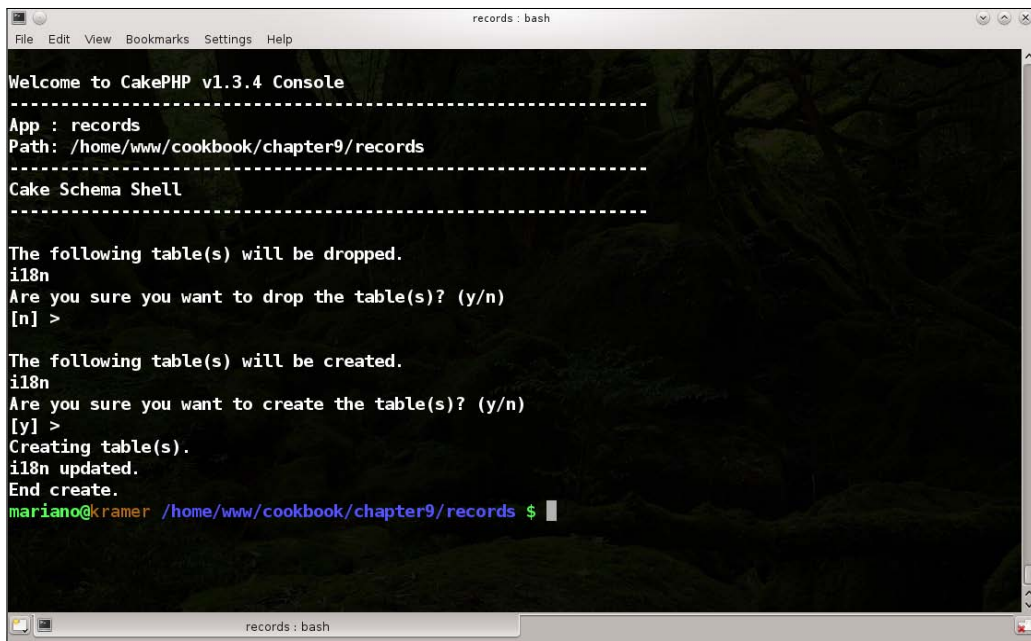 records : bash
File Edit View Bookmarks Settings Help
Welcome to CakePHP v1.3.4 Console
---------------------------------------------------------------
App : records
Path: /home/www/cookbook/chapter9/records
---------------------------------------------------------------
Cake Schema Shell
---------------------------------------------------------------
The following table(s) will be dropped.
i18n
Are you sure you want to drop the table(s)? (y/n)
[n] >
The following table(s) will be created.
i18n
Are you sure you want to create the table(s)? (y/n)
[y] >
Creating table(s).
i18n updated.
End create.
mariano@kramer /home/www/cookbook/chapter9/records $
records : bash